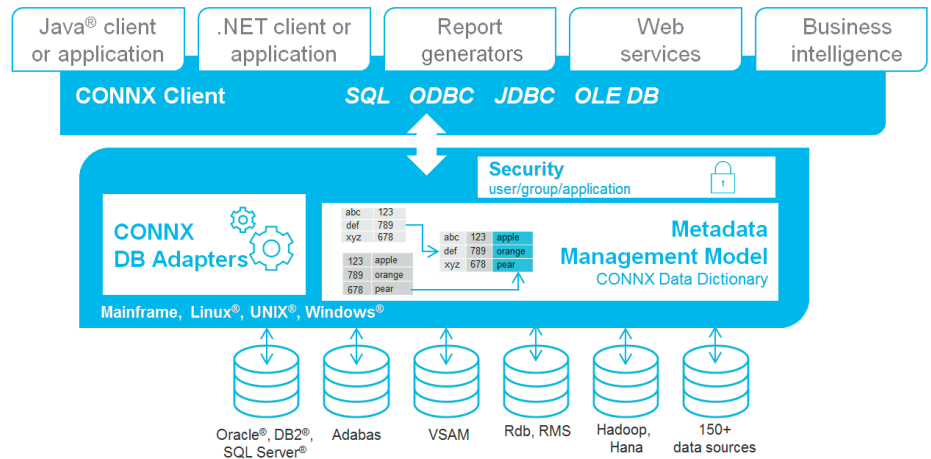 Java® client
or application
.NET client or
application
Report
generators
Web
services
Business
intelligence
CONNX Client
SQL ODBC JDBC OLE DB
Security
user/group/application
CONNX
DB Adapters
abc 123
def 789
xyz 678
123 apple
789 orange
678 pear
abc 123 apple
def 789 orange
xyz 678 pear
Metadata
Management Model
CONNX Data Dictionary
Mainframe, Linux®, UNIX®, Windows®
Oracle®, DB2®,
SQL Server®
Adabas
VSAM
Rdb, RMS
Hadoop,
Hana
150+
data sources